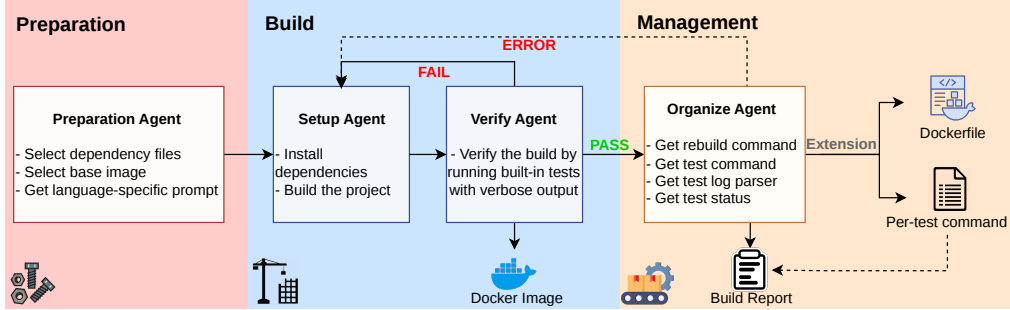 Preparation
Build
Management
ERROR
FAIL
Preparation Agent
- Select dependency files
- Select base image
- Get language-specific prompt
Setup Agent
- Install
dependencies
- Build the project
Verify Agent
- Verify the build by
running built-in tests
with verbose output
PASS
Organize Agent
- Get rebuild command
- Get test command
- Get test log parser
- Get test status
Extension
</>
Dockerfile
Per-test command
Docker Image
Build Report